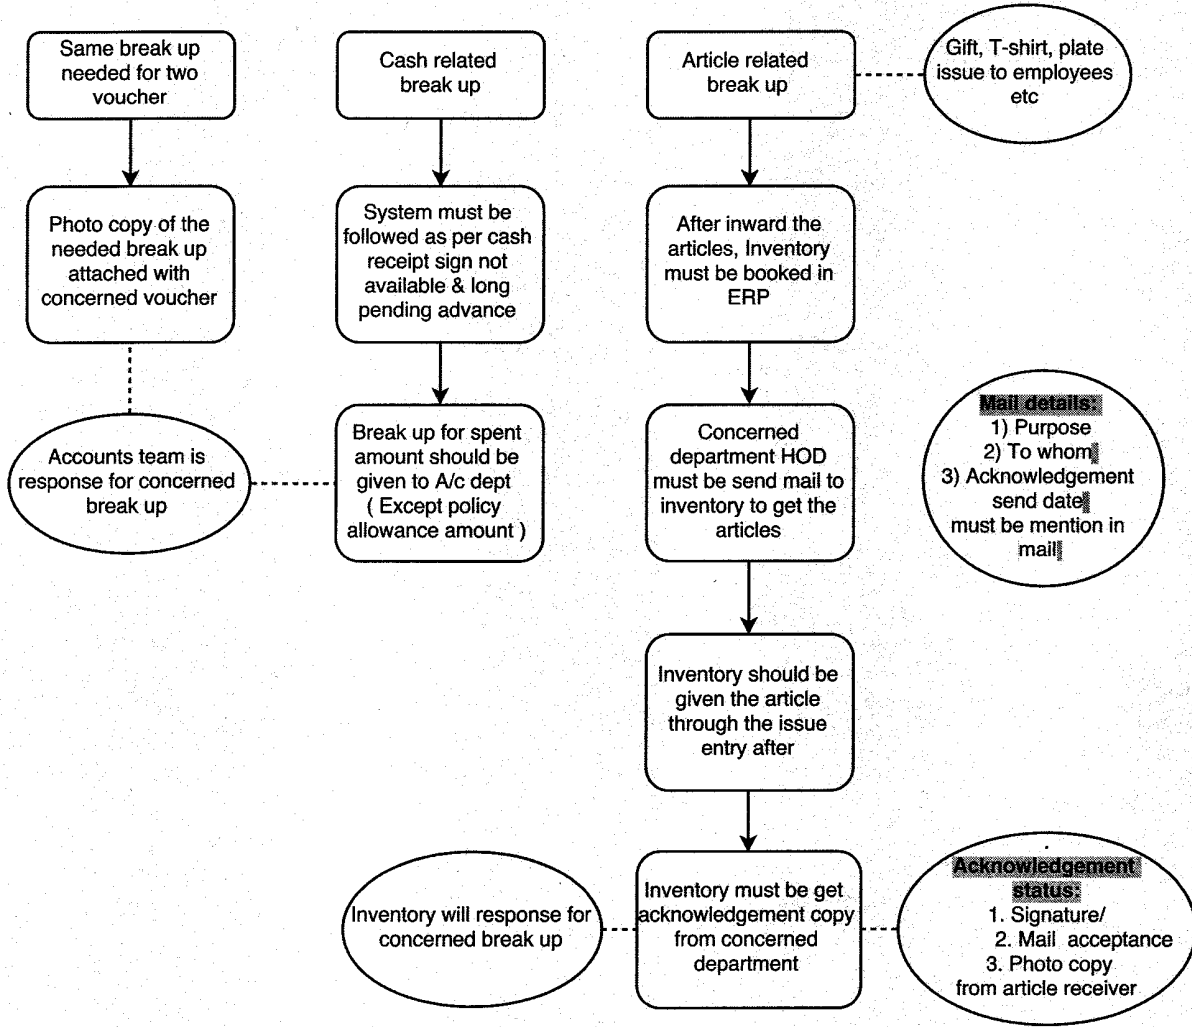 Same break up
needed for two
voucher
Cash related
break up
Article related
break up
Gift, T-shirt, plate
issue to employees
etc
Photo copy of the
needed break up
attached with
concerned voucher
System must be
followed as per cash
receipt sign not
available & long
pending advance
After inward the
articles, Inventory
must be booked in
ERP
Accounts team is
response for concerned
break up
Break up for spent
amount should be
given to A/c dept
( Except policy
allowance amount )
Concerned
department HOD
must be send mail to
inventory to get the
articles
Mail details:
1) Purpose
2) To whom
3) Acknowledgement
send date
must be mention in
mail
Inventory should be
given the article
through the issue
entry after
Inventory will response for
concerned break up
Inventory must be get
acknowledgement copy
from concerned
department
Acknowledgement
status:
1. Signature/
2. Mail acceptance
3. Photo copy
from article receiver